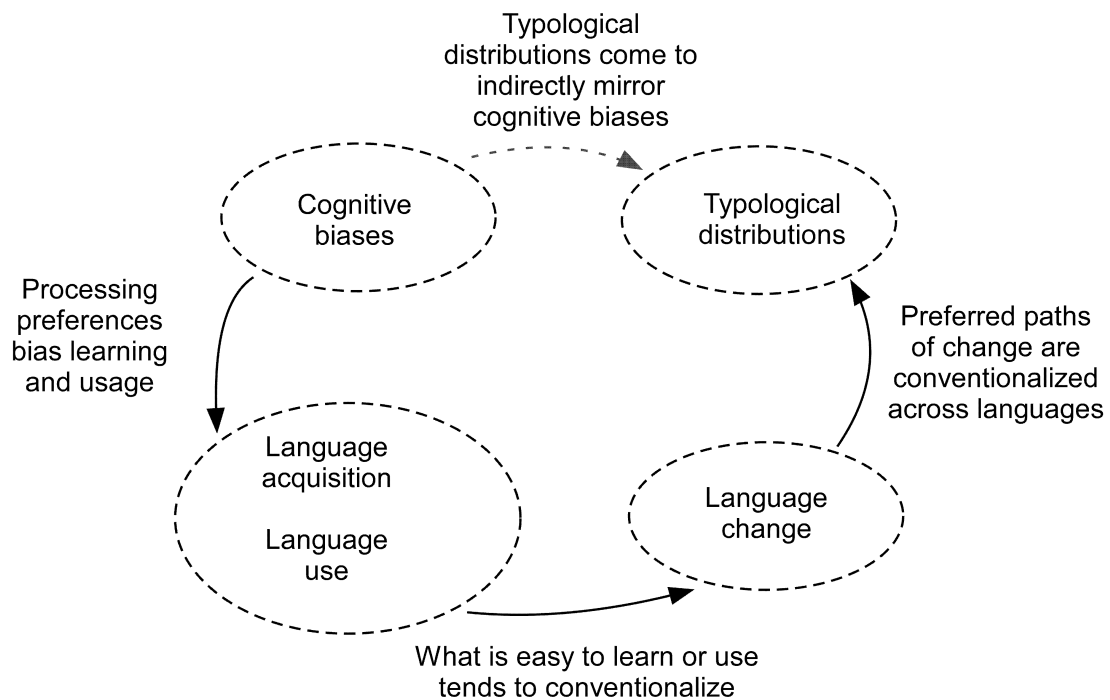 Typological
distributions come to
indirectly mirror
cognitive biases
Cognitive
biases
Typological
distributions
Processing
preferences
bias learning
and usage
Preferred paths
of change are
conventionalized
across languages
Language
acquisition
Language
use
Language
change
What is easy to learn or use
tends to conventionalize